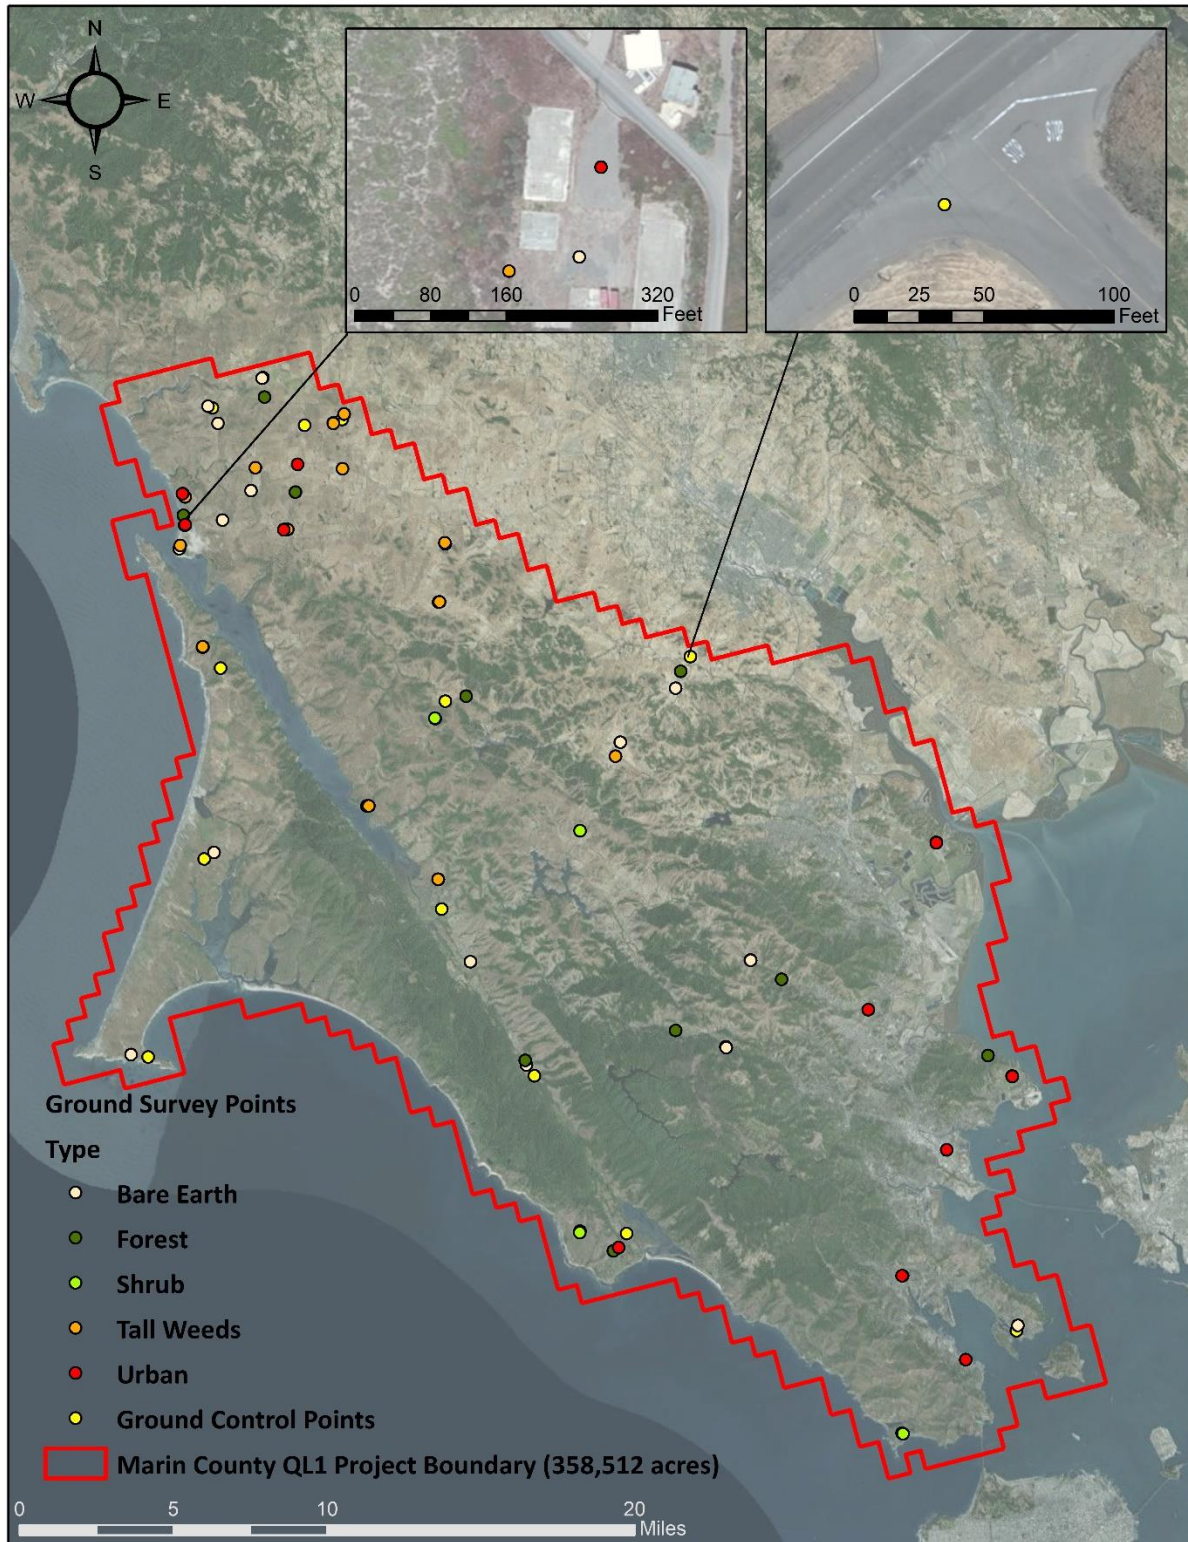 N
W E
S
0 80 160 320
Feet
0 25 50 100
Feet
Ground Survey Points
Type
Bare Earth
Forest
Shrub
Tall Weeds
Urban
Ground Control Points
Marin County QL1 Project Boundary (358,512 acres)
0 5 10 20
Miles